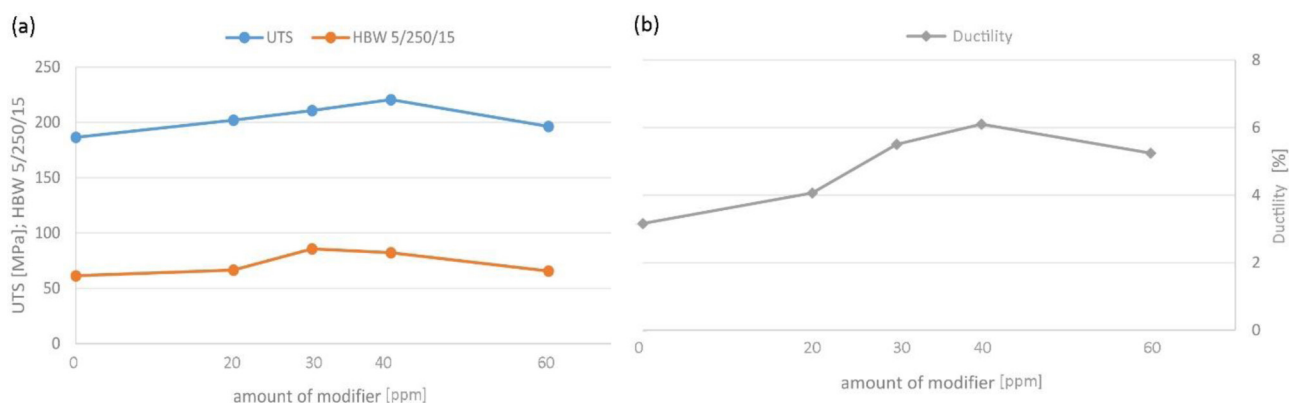 (a)
UTS HBW 5/250/15
UTS [MPa]; HBW 5/250/15
250
200
150
100
50
0
0 20 30 40 60
amount of modifier [ppm]
(b)
Ductility
8
6
4
2
0
Ductility [%]
0 20 30 40 60
amount of modifier [ppm]